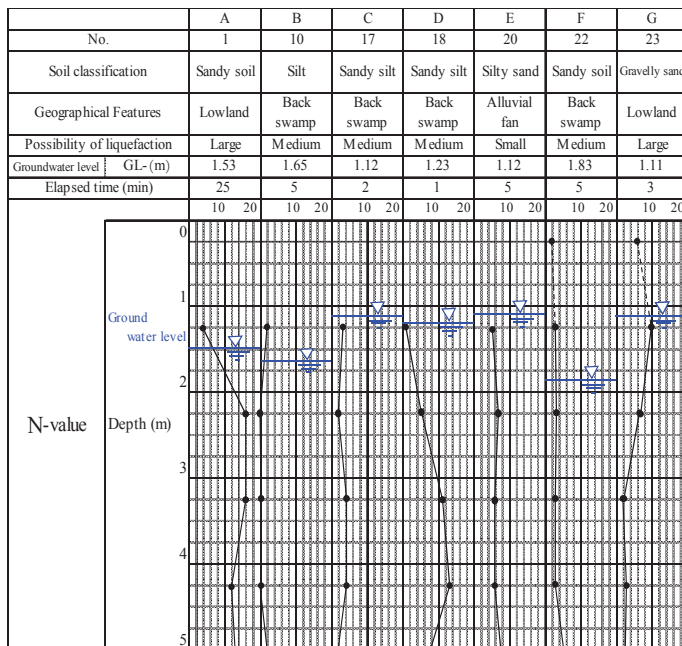 A B C D E F G
No. 1 10 17 18 20 22 23
Soil classification Sandy soil Silt Sandy silt Sandy silt Silty sand Sandy soil Gravelly sand
Geographical Features Lowland Back swamp Back swamp Back swamp Alluvial fan Back swamp Lowland
Possibility of liquefaction Large Medium Medium Medium Small Medium Large
Groundwater level GL-(m) 1.53 1.65 1.12 1.23 1.12 1.83 1.11
Elapsed time (min) 25 5 2 1 5 5 3
10 20 10 20 10 20 10 20 10 20 10 20 10 20
0
1
Ground
water level
2
N-value Depth (m)
3
4
5